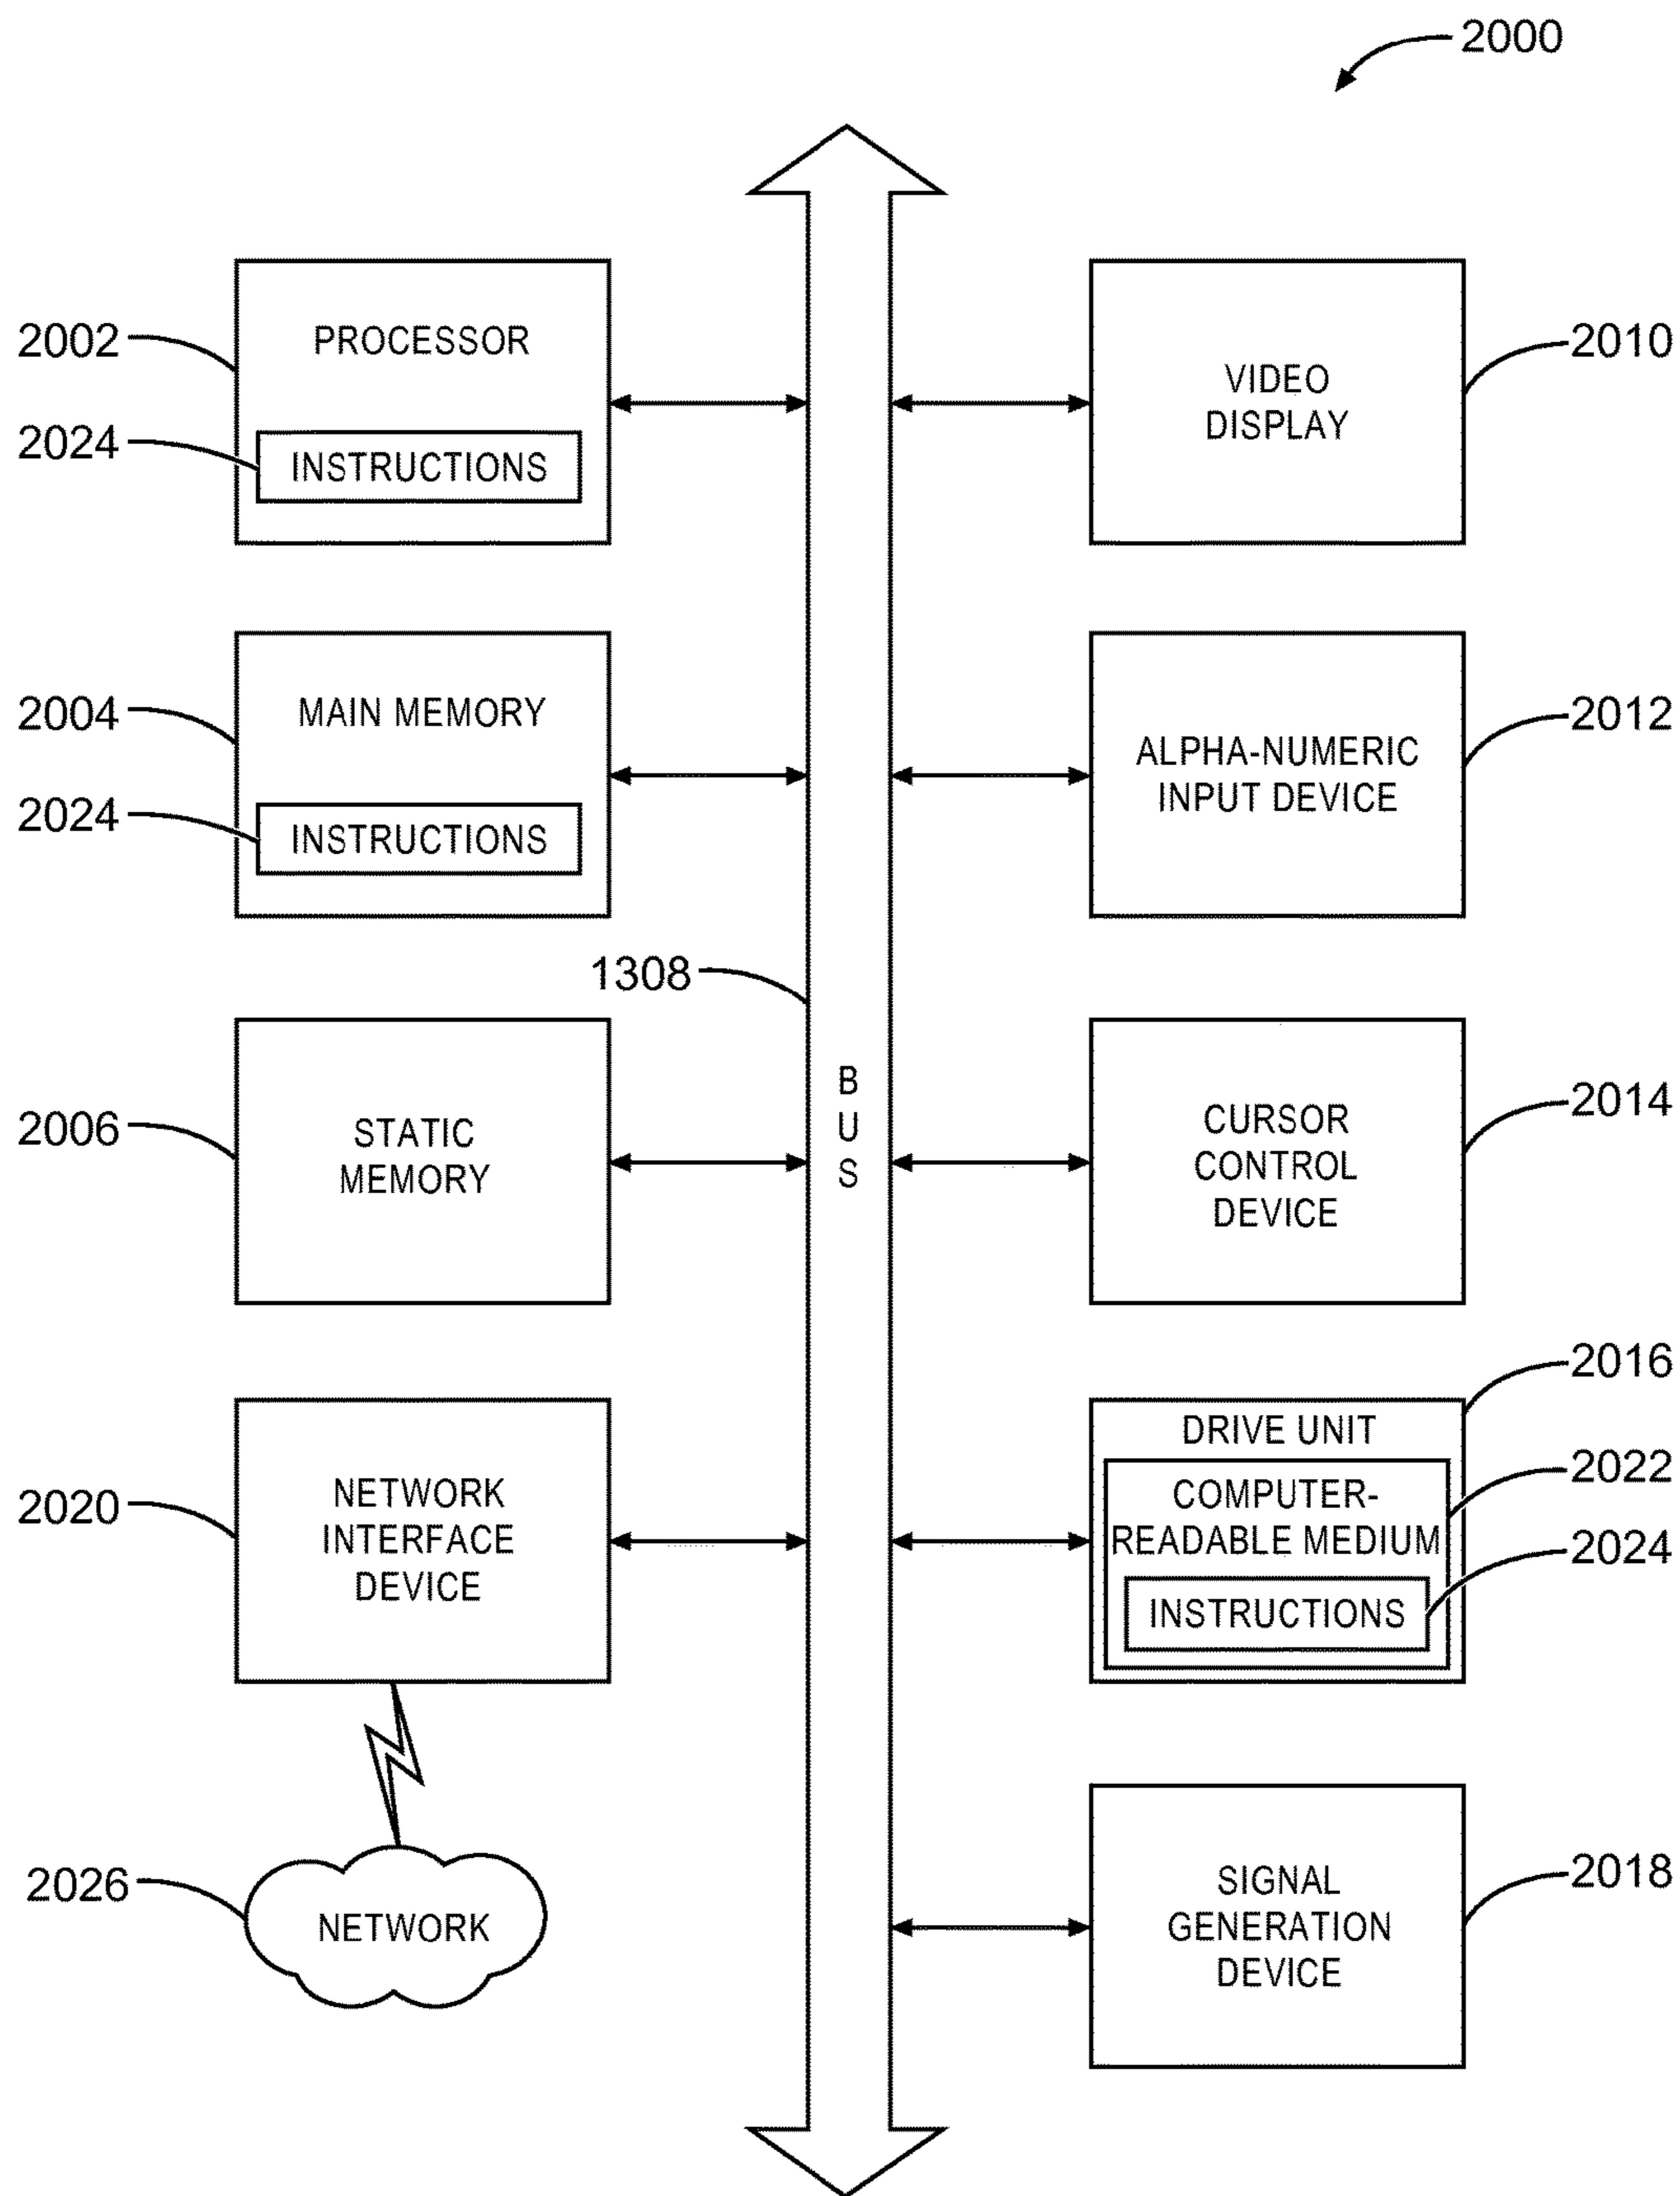 2000
2002
PROCESSOR
2024
INSTRUCTIONS
2010
VIDEO
DISPLAY
2004
MAIN MEMORY
2024
INSTRUCTIONS
2012
ALPHA-NUMERIC
INPUT DEVICE
1308
B
U
S
2006
STATIC
MEMORY
2014
CURSOR
CONTROL
DEVICE
2020
NETWORK
INTERFACE
DEVICE
2016
DRIVE UNIT
2022
COMPUTER-
READABLE MEDIUM
2024
INSTRUCTIONS
2026
NETWORK
2018
SIGNAL
GENERATION
DEVICE